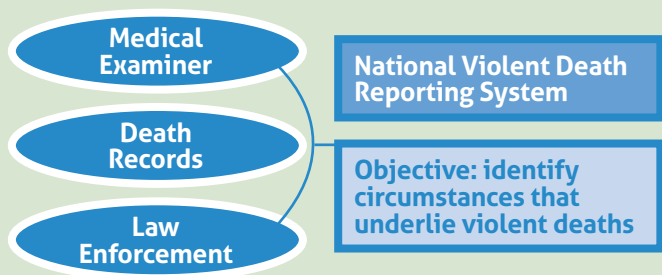 Medical
Examiner
Death
Records
Law
Enforcement
National Violent Death
Reporting System
Objective: identify
circumstances that
underlie violent deaths